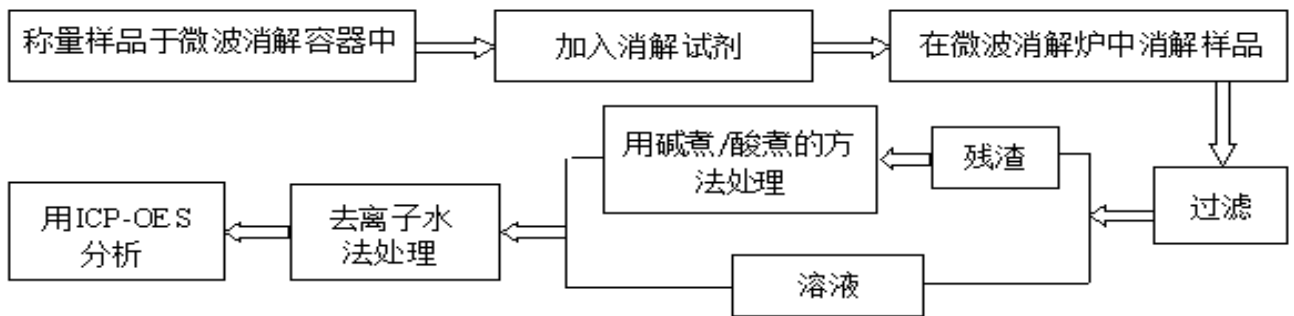 称量样品于微波消解容器中
加入消解试剂
在微波消解炉中消解样品
过滤
残渣
用碱煮/酸煮的方
法处理
溶液
去离子水
法处理
用ICP-OES
分析